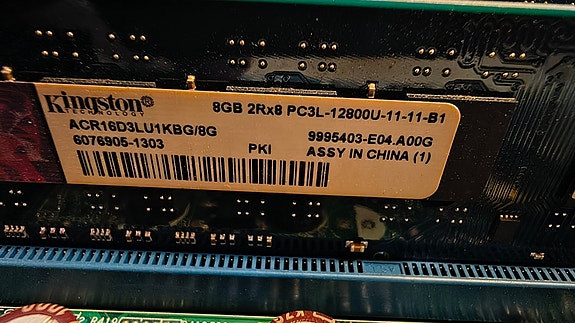 Kingston®
TECHNOLOGY
8GB 2Rx8 PC3L-12800U-11-11-B1
ACR16D3LU1KBG/8G
9995403-E04.A00G
6076905-1303
PKI
ASSY IN CHINA (1)